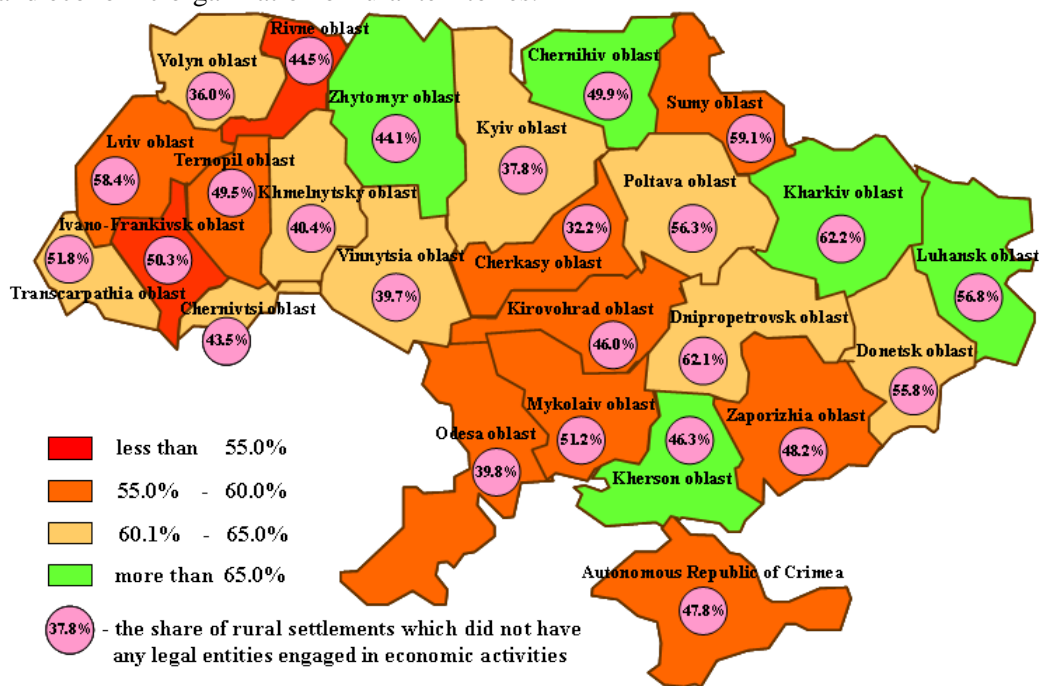 Rivne oblast
44.5%
Volyn oblast
36.0%
Zhytomyr oblast
44.1%
Chernihiv oblast
49.9%
Sumy oblast
59.1%
Kyiv oblast
37.8%
Lviv oblast
58.4%
Ternopil oblast
49.5%
Khmelnytsky oblast
40.4%
Poltava oblast
56.3%
Kharkiv oblast
62.2%
Ivano-Frankivsk oblast
50.3%
51.8%
Transcarpathia oblast
Vinnytsia oblast
39.7%
32.2%
Cherkasy oblast
Luhansk oblast
56.8%
Chernivtsi oblast
43.5%
Kirovohrad oblast
46.0%
Dnipropetrovsk oblast
62.1%
Donetsk oblast
55.8%
Mykolaiv oblast
51.2%
Zaporizhia oblast
48.2%
Odesa oblast
39.8%
46.3%
Kherson oblast
Autonomous Republic of Crimea
47.8%
less than 55.0%
55.0% - 60.0%
60.1% - 65.0%
more than 65.0%
37.8% - the share of rural settlements which did not have
any legal entities engaged in economic activities